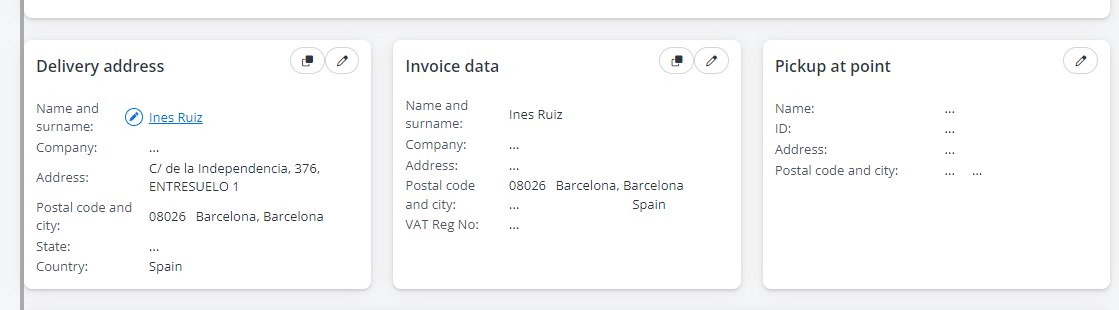 Delivery address
Name and
surname:
Ines Ruiz
Company:
...
Address:
C/ de la Independencia, 376,
ENTRESUELO 1
Postal code and
city:
08026 Barcelona, Barcelona
State:
...
Country:
Spain
Invoice data
Name and
surname:
Ines Ruiz
Company:
...
Address:
...
Postal code
and city:
08026 Barcelona, Barcelona
... Spain
VAT Reg No:
...
Pickup at point
Name:
...
ID:
...
Address:
...
Postal code and city:
... ...